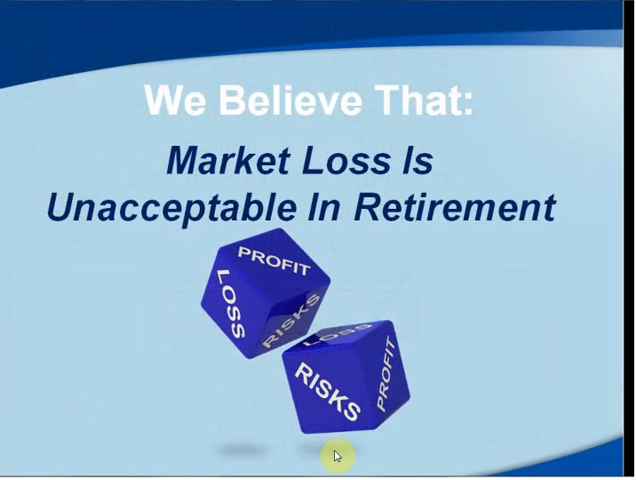 We Believe That:
Market Loss Is
Unacceptable In Retirement
PROFIT
LOSS
RISKS
LOSS
RISKS
PROFIT